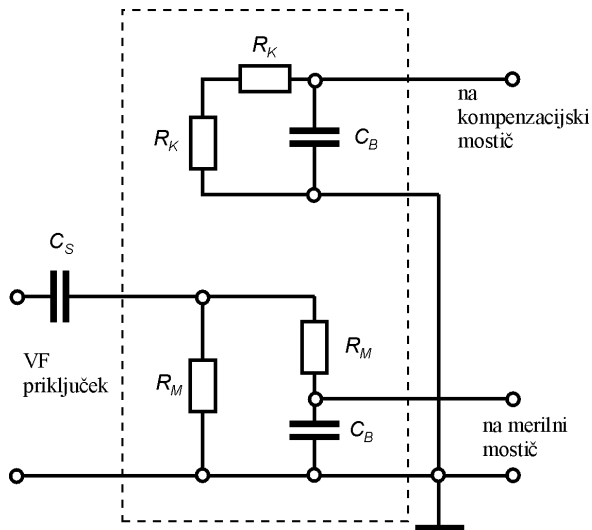 R_K
R_K
C_B
na
kompenzacijski
mostič
C_S
VF
priključek
R_M
R_M
C_B
na merilni
mostič